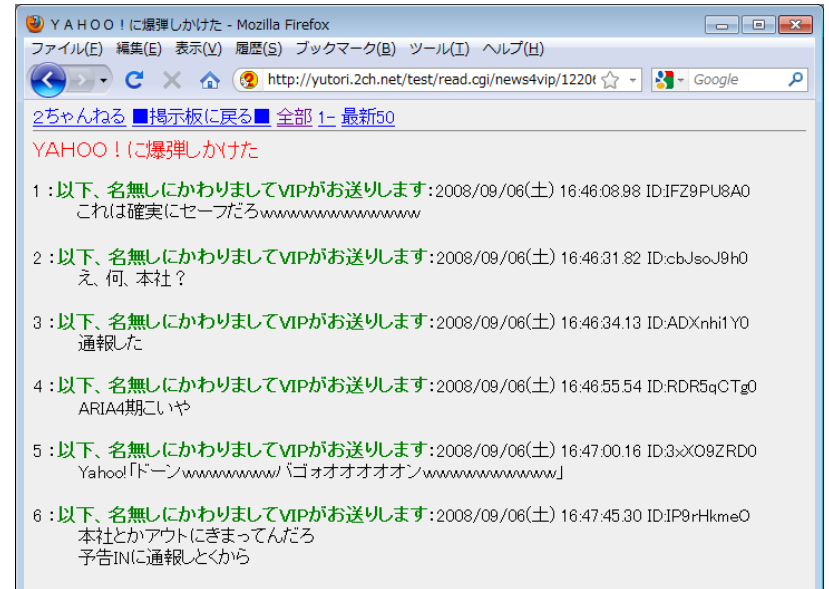 ＹＡＨＯＯ！に爆弾しかけた - Mozilla Firefox
ファイル(F) 編集(E) 表示(V) 履歴(S) ブックマーク(B) ツール(T) ヘルプ(H)
http://yutori.2ch.net/test/read.cgi/news4vip/1220 Google
2ちゃんねる ■掲示板に戻る■ 全部 1- 最新50
YAHOO！に爆弾しかけた
1：以下、名無しにかわりましてVIPがお送りします：2008/09/06(土) 16:46:08.98 ID:IFZ9PU8A0
これは確実にセーフだろwwwwwwwwwwwww
2：以下、名無しにかわりましてVIPがお送りします：2008/09/06(土) 16:46:31.82 ID:cbJsoJ9h0
え、何、本社？
3：以下、名無しにかわりましてVIPがお送りします：2008/09/06(土) 16:46:34.13 ID:ADXnhi1Y0
通報した
4：以下、名無しにかわりましてVIPがお送りします：2008/09/06(土) 16:46:55.54 ID:RDR5qCTg0
ARIA4期こいや
5：以下、名無しにかわりましてVIPがお送りします：2008/09/06(土) 16:47:00.16 ID:3xXO9ZRD0
Yahoo!「ドーンwwwwwwwバゴォオオオオオンwwwwwwwwwww」
6：以下、名無しにかわりましてVIPがお送りします：2008/09/06(土) 16:47:45.30 ID:IP9rHkmeO
本社とかアウトにきまってんだろ
予告INに通報しとくから